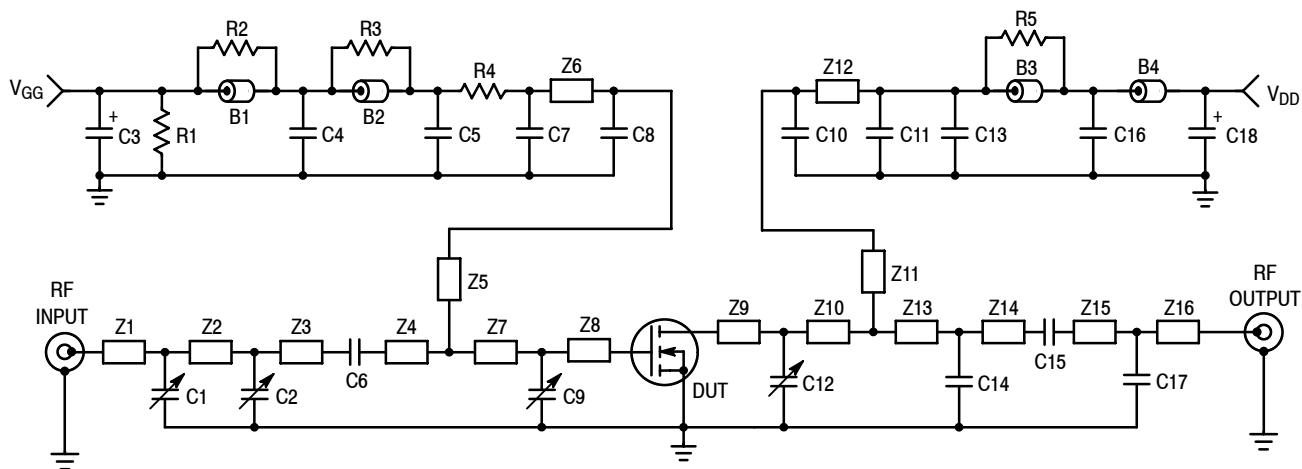 R2
R3
R5
R4
Z6
Z12
B3
B4
VGG
B1
B2
VDD
+
C3
R1
C4
C5
C7
C8
C10
C11
C13
C16
+
C18
Z5
Z11
RF
INPUT
RF
OUTPUT
Z1
Z2
Z3
Z4
Z7
Z8
Z9
Z10
Z13
Z14
Z15
Z16
C6
C15
C1
C2
C9
DUT
C12
C14
C17